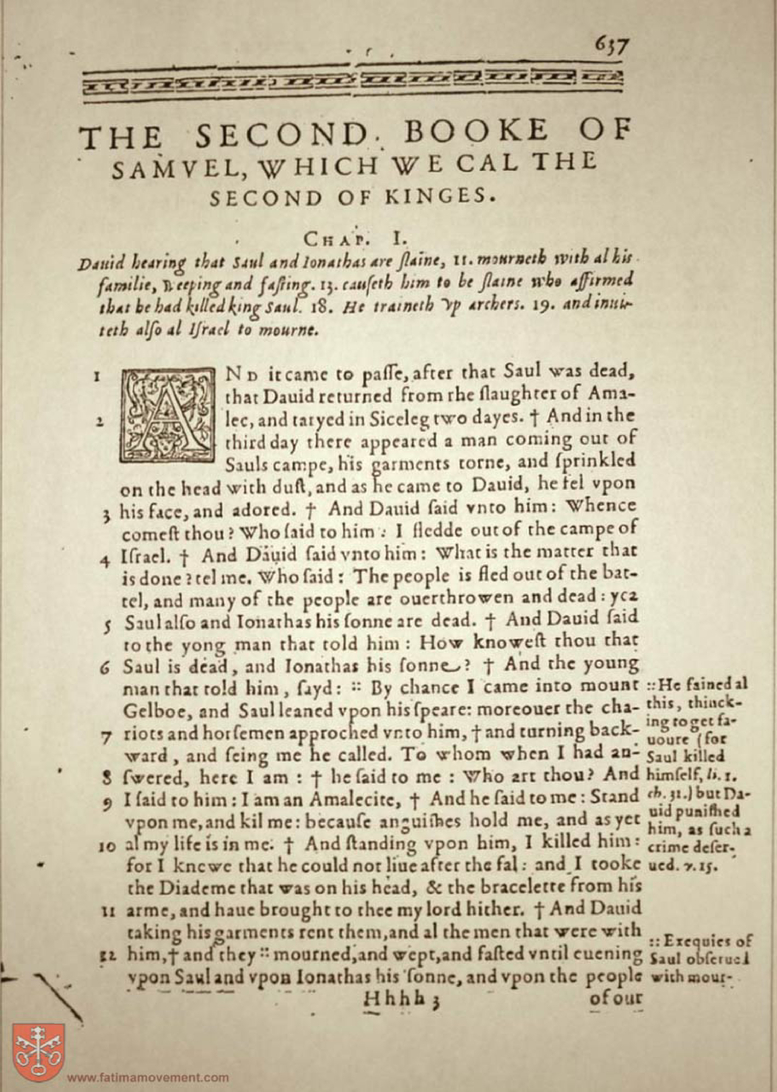 637
THE SECOND BOOKE OF
SAMVEL, WHICH WE CAL THE
SECOND OF KINGES.
CHAP. I.
Dauid hearing that Saul and Ionathas are ſlaine, 11. mourneth with al his
familie, weeping and faſting. 13. cauſeth him to be ſlaine who affirmed
that he had killed king Saul. 18. He traineth vp archers. 19. and inui-
teth alſo al Iſrael to mourne.
1 AND it came to paſſe, after that Saul was dead,
that Dauid returned from the ſlaughter of Ama-
2 lec, and taryed in Siceleg two dayes. † And in the
third day there appeared a man coming out of
Sauls campe, his garments torne, and ſprinkled
on the head with duſt, and as he came to Dauid, he fel vpon
3 his face, and adored. † And Dauid ſaid vnto him: Whence
comeſt thou? Who ſaid to him: I fledde out of the campe of
4 Iſrael. † And Dauid ſaid vnto him: What is the matter that
is done? tel me. Who ſaid: The people is fled out of the bat-
tel, and many of the people are ouerthrowen and dead: yea
5 Saul alſo and Ionathas his ſonne are dead. † And Dauid ſaid
to the yong man that told him: How knoweſt thou that
6 Saul is dead, and Ionathas his ſonne? † And the young
man that told him, ſayd: :: By chance I came into mount
Gelboe, and Saul leaned vpon his ſpeare: moreouer the cha-
7 riots and horſemen approched vnto him, † and turning back-
ward, and ſeing me he called. To whom when I had an-
8 ſwered, here I am: † he ſaid to me: Who art thou? And
9 I ſaid to him: I am an Amalecite, † And he ſaid to me: Stand
vpon me, and kil me: becauſe anguiſhes hold me, and as yet
10 al my life is in me. † And ſtanding vpon him, I killed him:
for I knewe that he could not liue after the fal: and I tooke
the Diademe that was on his head, & the bracelette from his
11 arme, and haue brought to thee my lord hither. † And Dauid
taking his garments rent them, and al the men that were with
12 him, † and they :: mourned, and wept, and faſted vntil euening
vpon Saul and vpon Ionathas his ſonne, and vpon the people
Hhhh 3 of our
:: He fained al
this, thinck-
ing to get fa-
uoure (for
Saul killed
himſelf, li. 1.
ch. 31.) but Da-
uid puniſhed
him, as ſuch a
crime deſer-
ued. v. 15.
:: Exequies of
Saul obſerued
with mour-
www.fatimamovement.com